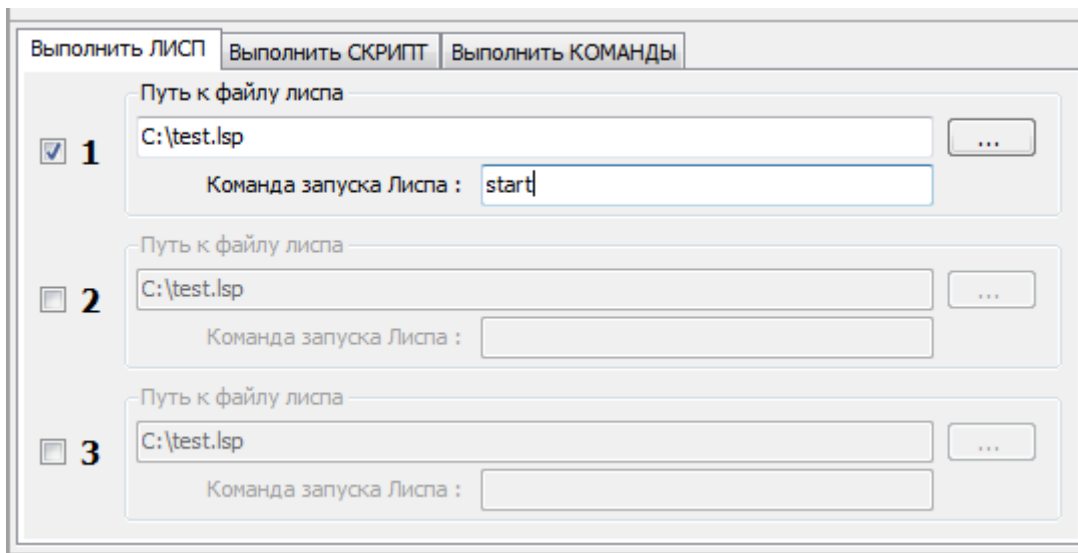 Выполнить ЛИСП Выполнить СКРИПТ Выполнить КОМАНДЫ
Путь к файлу лиспа
1 C:\test.lsp ...
Команда запуска Лиспа : start
Путь к файлу лиспа
2 C:\test.lsp ...
Команда запуска Лиспа :
Путь к файлу лиспа
3 C:\test.lsp ...
Команда запуска Лиспа :